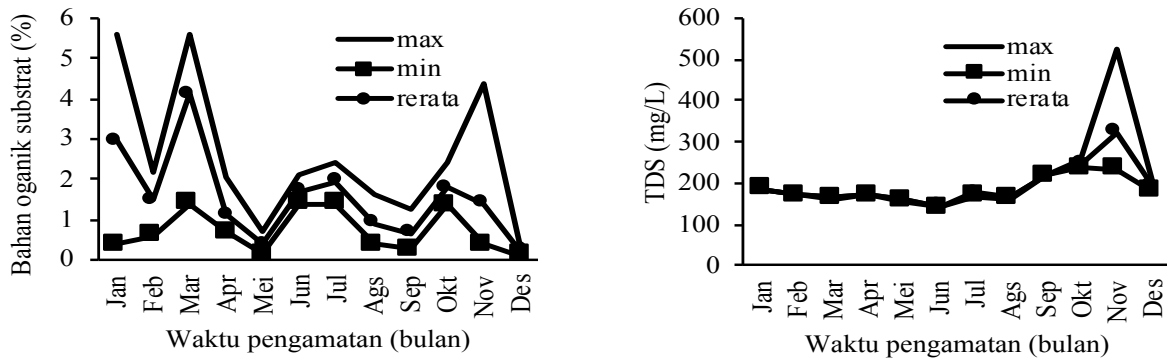 Bahan oganik substrat (%)
6
5
4
3
2
1
0
max
min
rerata
Jan
Feb
Mar
Apr
Mei
Jun
Jul
Ags
Sep
Okt
Nov
Des
Waktu pengamatan (bulan)
TDS (mg/L)
600
500
400
300
200
100
0
max
min
rerata
Jan
Feb
Mar
Apr
Mei
Jun
Jul
Ags
Sep
Okt
Nov
Des
Waktu pengamatan (bulan)